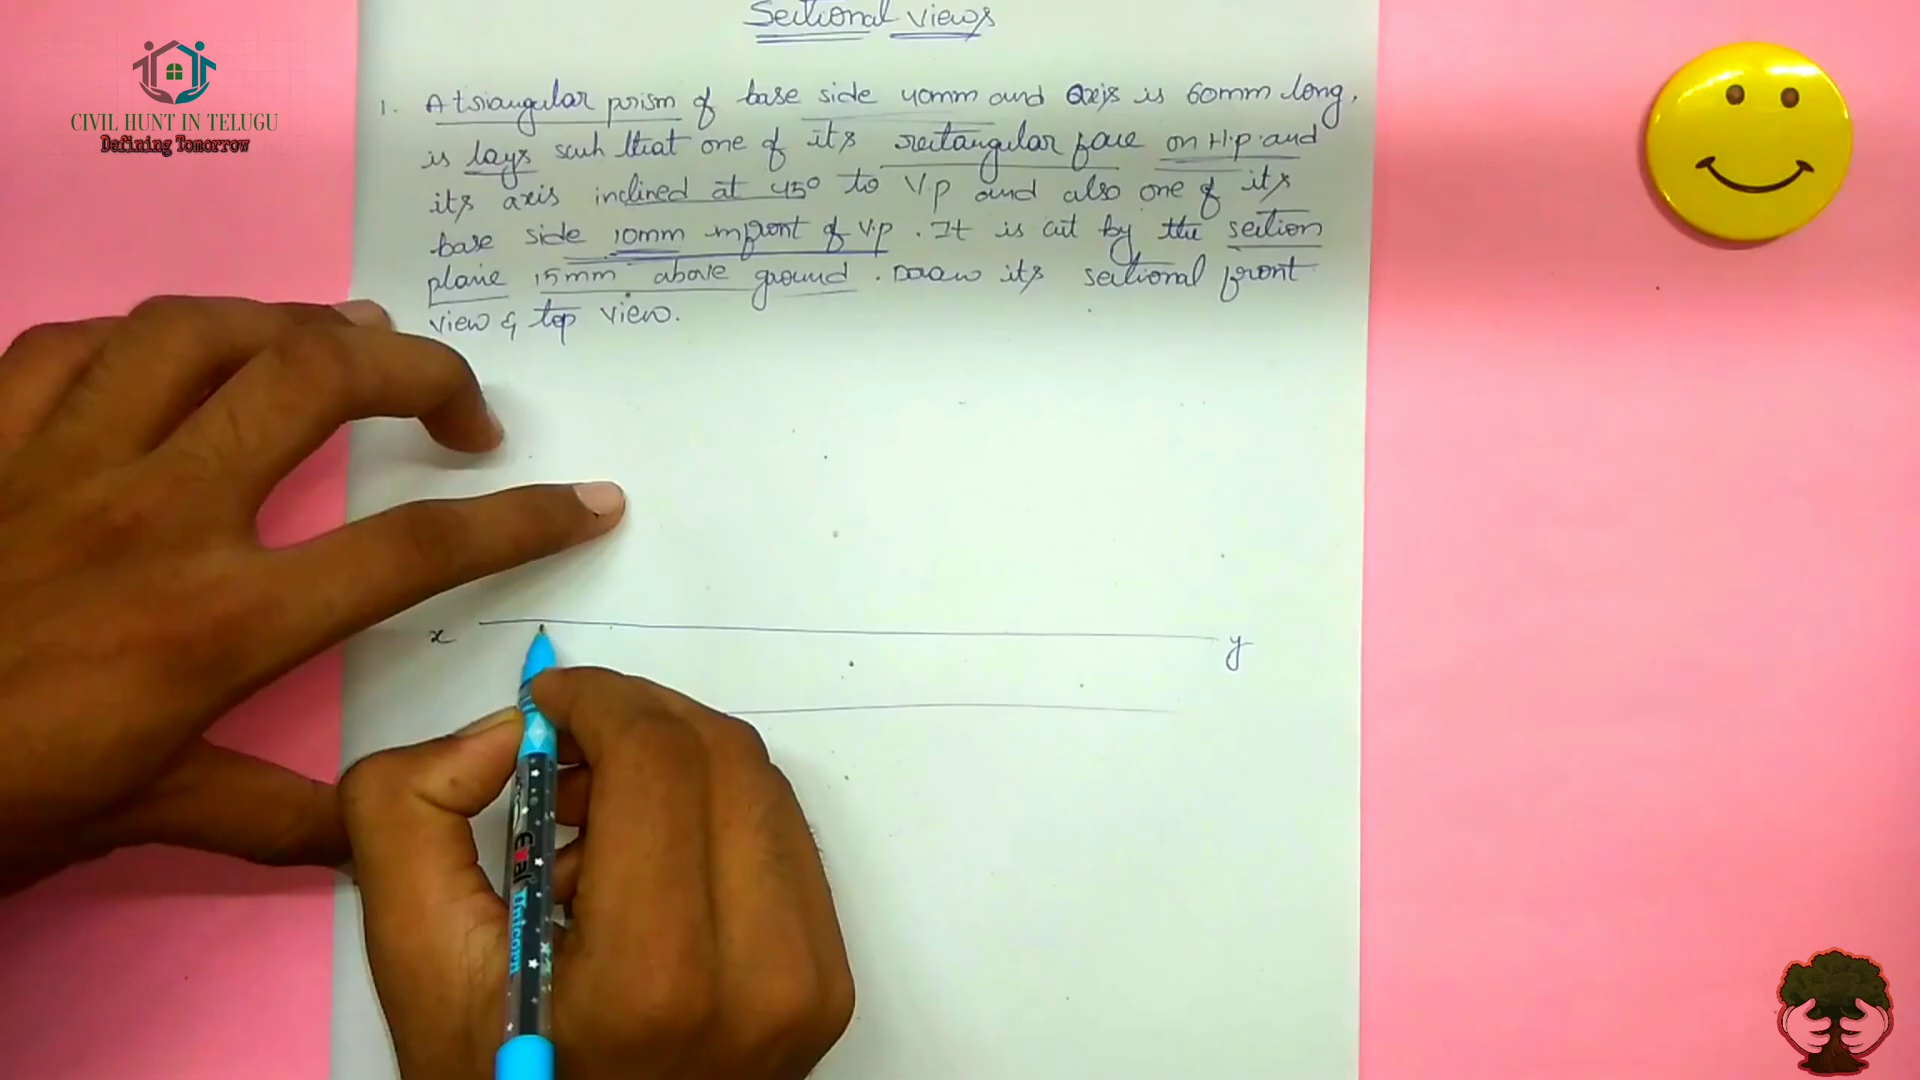 Sectional views
CIVIL HUNT IN TELUGU
Defining Tomorrow
1. A triangular prism of base side 40mm and axis is 60mm long,
is lays such that one of its rectangular face on H.p and
its axis inclined at 45° to V.p and also one of its
base side 10mm infront of V.p. It is cut by the section
plane 15mm above ground. Draw its sectional front
view & top view.
x
y
Exal Unicorn